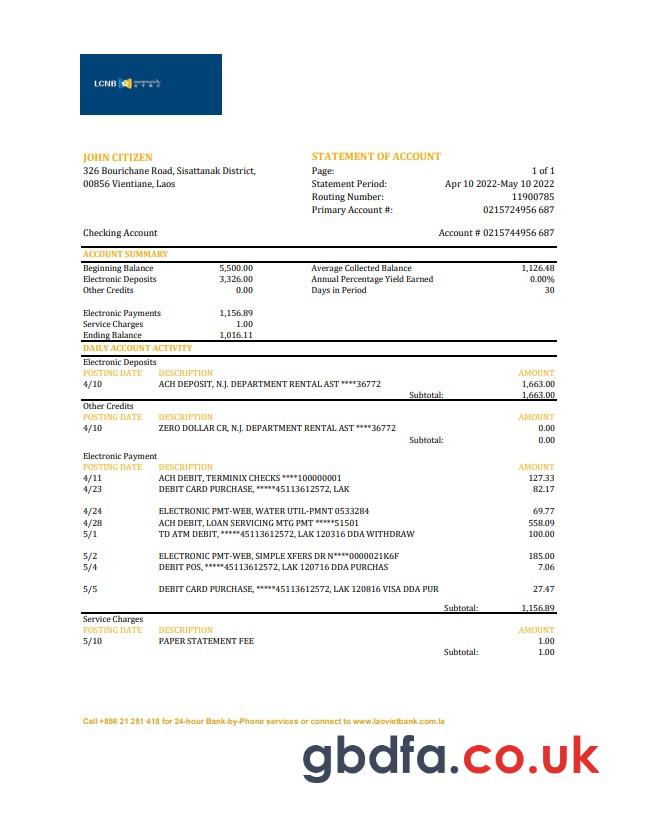 LCNB
JOHN CITIZEN
326 Bourichane Road, Sisattanak District,
00856 Vientiane, Laos
STATEMENT OF ACCOUNT
Page: 1 of 1
Statement Period: Apr 10 2022-May 10 2022
Routing Number: 11900785
Primary Account #: 0215724956 687
Checking Account Account # 0215744956 687
ACCOUNT SUMMARY
Beginning Balance 5,500.00 Average Collected Balance 1,126.48
Electronic Deposits 3,326.00 Annual Percentage Yield Earned 0.00%
Other Credits 0.00 Days in Period 30
Electronic Payments 1,156.89
Service Charges 1.00
Ending Balance 1,016.11
DAILY ACCOUNT ACTIVITY
Electronic Deposits
POSTING DATE DESCRIPTION AMOUNT
4/10 ACH DEPOSIT, N.J. DEPARTMENT RENTAL AST ****36772 1,663.00
Subtotal: 1,663.00
Other Credits
POSTING DATE DESCRIPTION AMOUNT
4/10 ZERO DOLLAR CR, N.J. DEPARTMENT RENTAL AST ****36772 0.00
Subtotal: 0.00
Electronic Payment
POSTING DATE DESCRIPTION AMOUNT
4/11 ACH DEBIT, TERMINIX CHECKS ****100000001 127.33
4/23 DEBIT CARD PURCHASE, *****45113612572, LAK 82.17
4/24 ELECTRONIC PMT-WEB, WATER UTIL-PMNT 0533284 69.77
4/28 ACH DEBIT, LOAN SERVICING MTG PMT *****51501 558.09
5/1 TD ATM DEBIT, *****45113612572, LAK 120316 DDA WITHDRAW 100.00
5/2 ELECTRONIC PMT-WEB, SIMPLE XFERS DR N****0000021K6F 185.00
5/4 DEBIT POS, *****45113612572, LAK 120716 DDA PURCHAS 7.06
5/5 DEBIT CARD PURCHASE, *****45113612572, LAK 120816 VISA DDA PUR 27.47
Subtotal: 1,156.89
Service Charges
POSTING DATE DESCRIPTION AMOUNT
5/10 PAPER STATEMENT FEE 1.00
Subtotal: 1.00
Call +856 21 251 418 for 24-hour Bank-by-Phone services or connect to www.laovietbank.com.la
gbdfa.co.uk